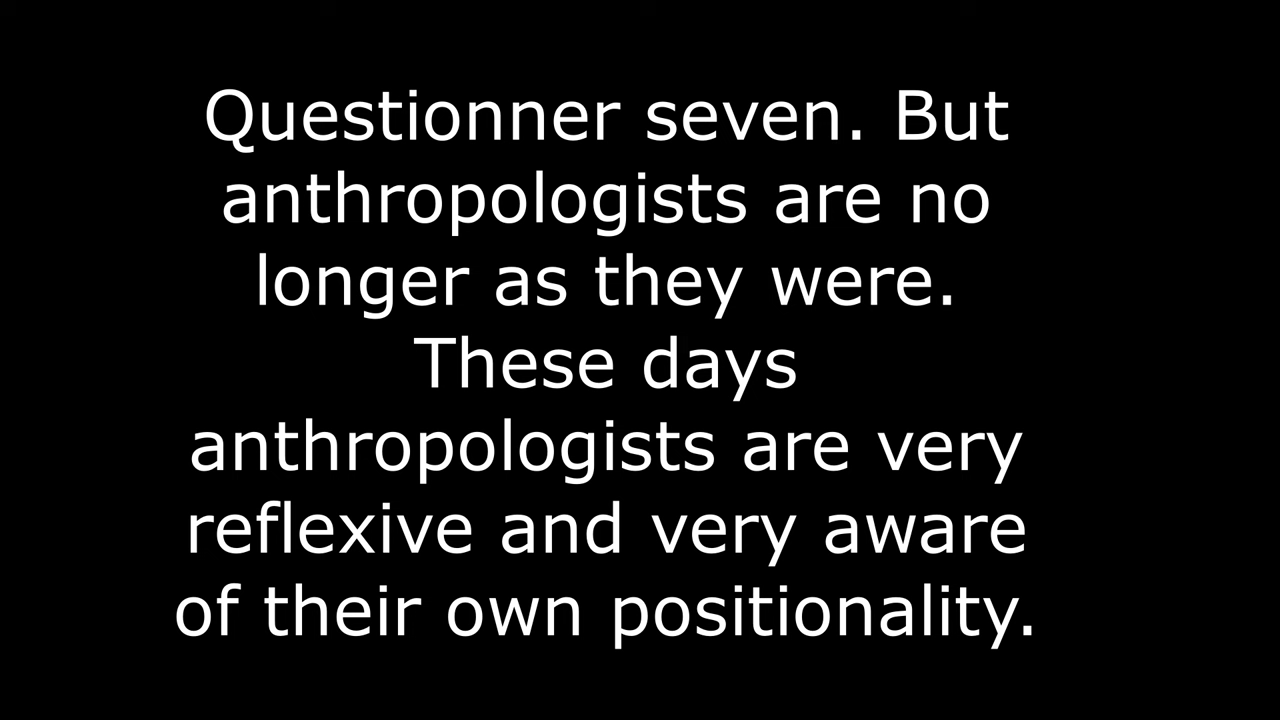 Questionner seven. But
anthropologists are no
longer as they were.
These days
anthropologists are very
reflexive and very aware
of their own positionality.